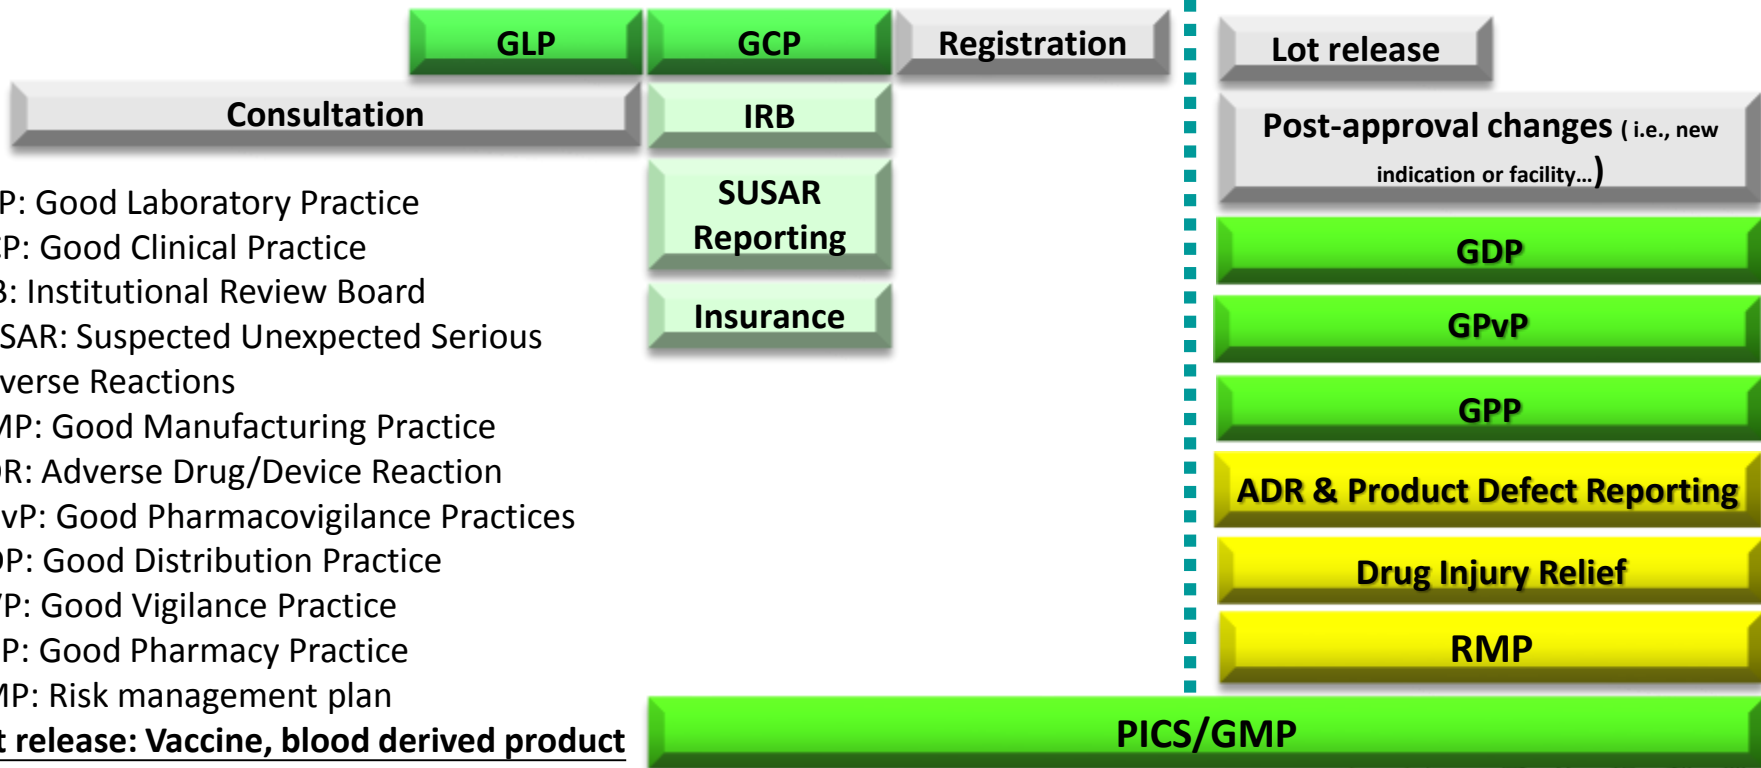 GLP
GCP
Registration
Lot release
Consultation
IRB
Post-approval changes ( i.e., new
indication or facility...)
SUSAR
Reporting
Insurance
GDP
GPvP
GPP
ADR & Product Defect Reporting
Drug Injury Relief
RMP
PICS/GMP
P: Good Laboratory Practice
P: Good Clinical Practice
: Institutional Review Board
SAR: Suspected Unexpected Serious
verse Reactions
MP: Good Manufacturing Practice
R: Adverse Drug/Device Reaction
vP: Good Pharmacovigilance Practices
P: Good Distribution Practice
P: Good Vigilance Practice
P: Good Pharmacy Practice
MP: Risk management plan
t release: Vaccine, blood derived product